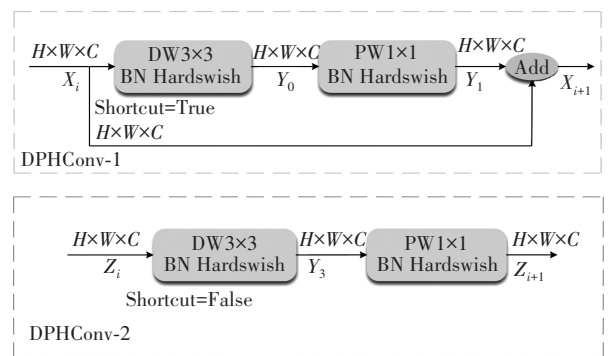 H×W×C DW3×3 H×W×C PW1×1 H×W×C
BN Hardswish BN Hardswish Add
X_i Y_0 Y_1 X_{i+1}
Shortcut=True
H×W×C
DPHConv-1
H×W×C DW3×3 H×W×C PW1×1 H×W×C
BN Hardswish BN Hardswish
Z_i Y_3 Z_{i+1}
Shortcut=False
DPHConv-2